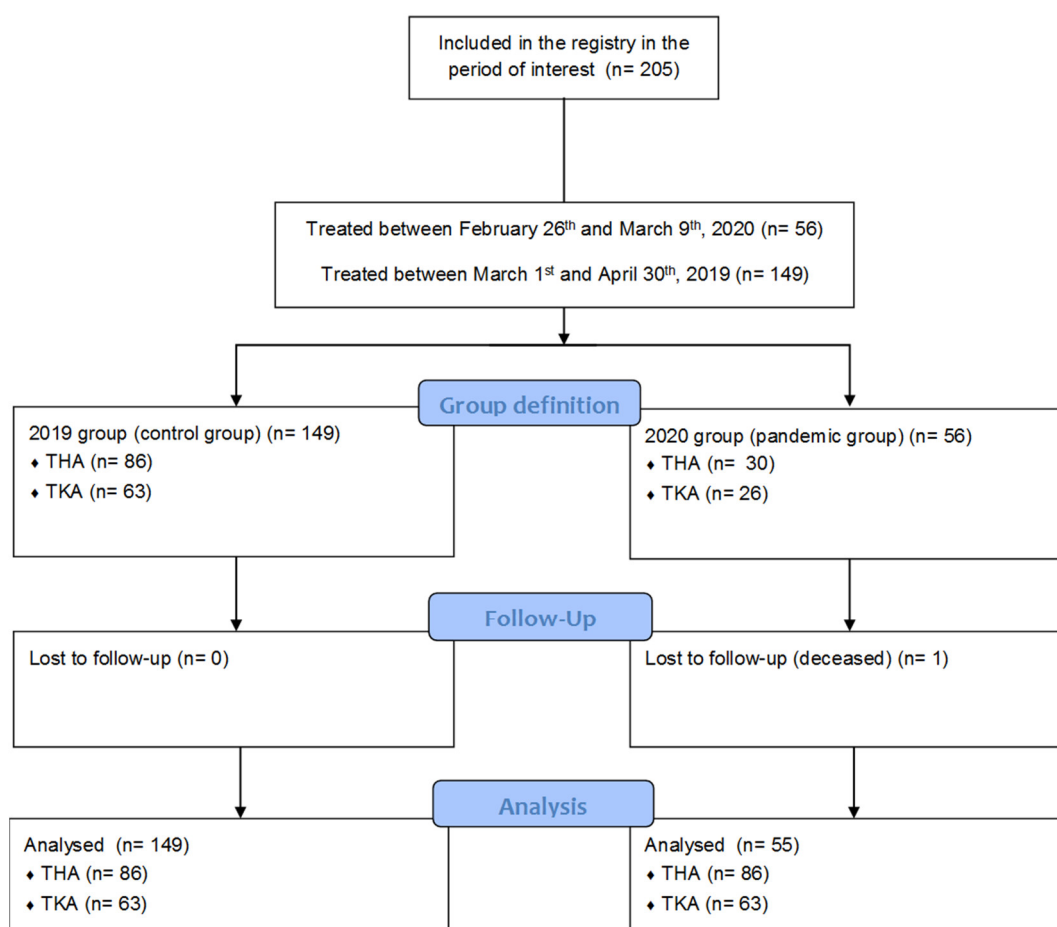 Included in the registry in the
period of interest  (n= 205)
Treated between February 26th and March 9th, 2020 (n= 56)
Treated between March 1st and April 30th, 2019 (n= 149)
Group definition
2019 group (control group) (n= 149)
♦ THA (n= 86)
♦ TKA (n= 63)
2020 group (pandemic group) (n= 56)
♦ THA (n=  30)
♦ TKA (n= 26)
Follow-Up
Lost to follow-up (n= 0)
Lost to follow-up (deceased) (n= 1)
Analysis
Analysed  (n= 149)
♦ THA (n= 86)
♦ TKA (n= 63)
Analysed  (n= 55)
♦ THA (n= 86)
♦ TKA (n= 63)